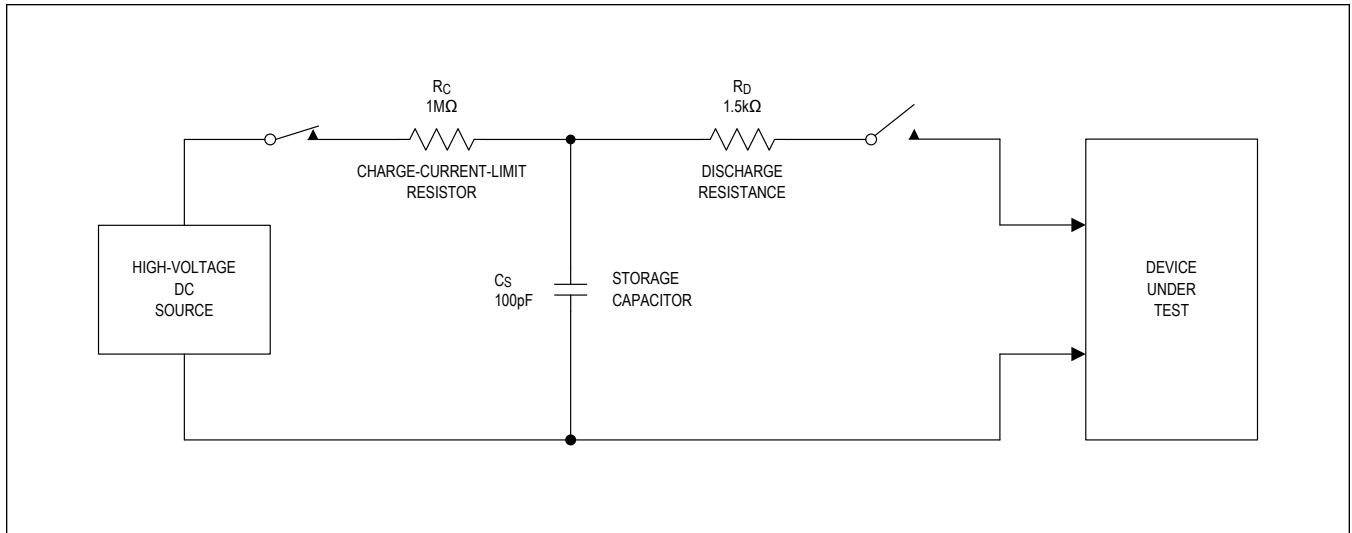 RC
1MΩ
CHARGE-CURRENT-LIMIT
RESISTOR
RD
1.5kΩ
DISCHARGE
RESISTANCE
HIGH-VOLTAGE
DC
SOURCE
CS
100pF
STORAGE
CAPACITOR
DEVICE
UNDER
TEST